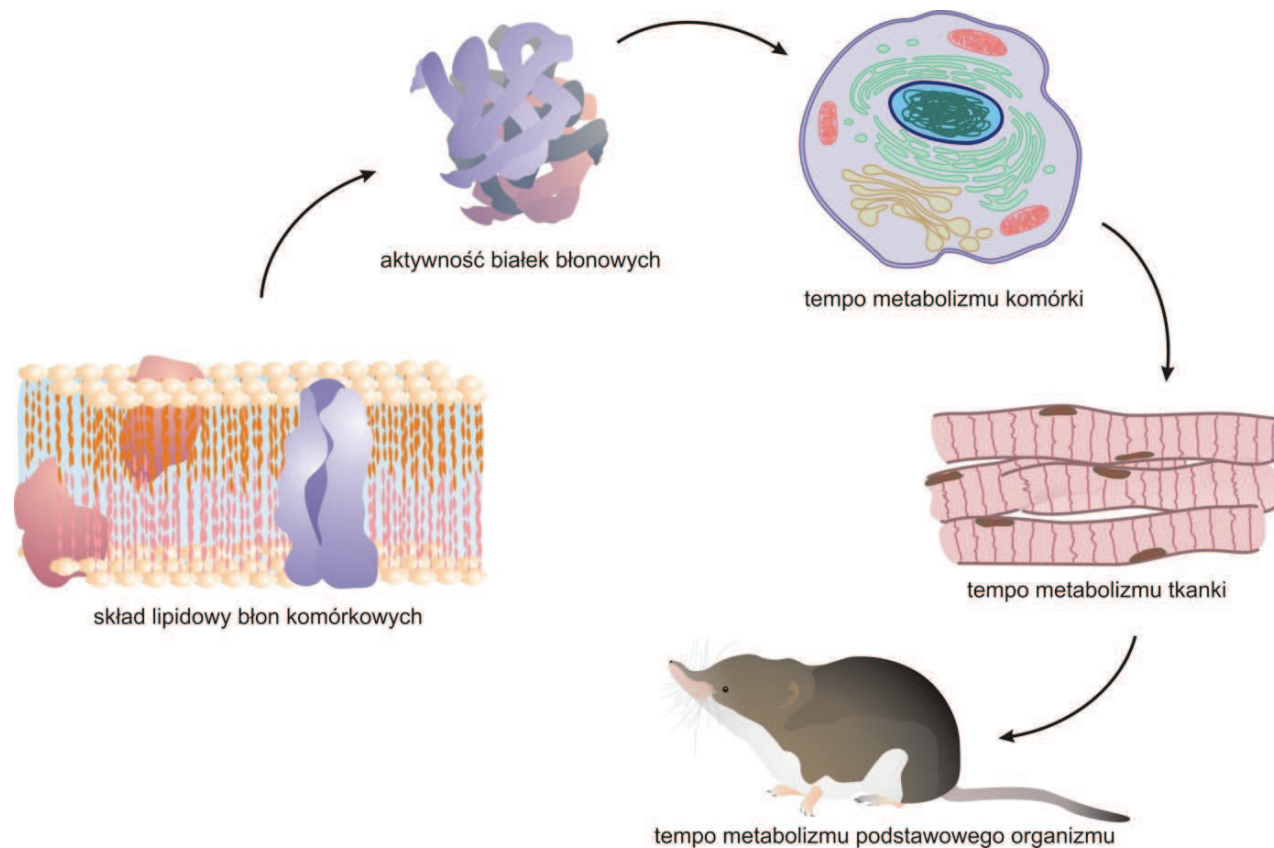 aktywność białek błonowych
tempo metabolizmu komórki
tempo metabolizmu tkanki
skład lipidowy błon komórkowych
tempo metabolizmu podstawowego organizmu